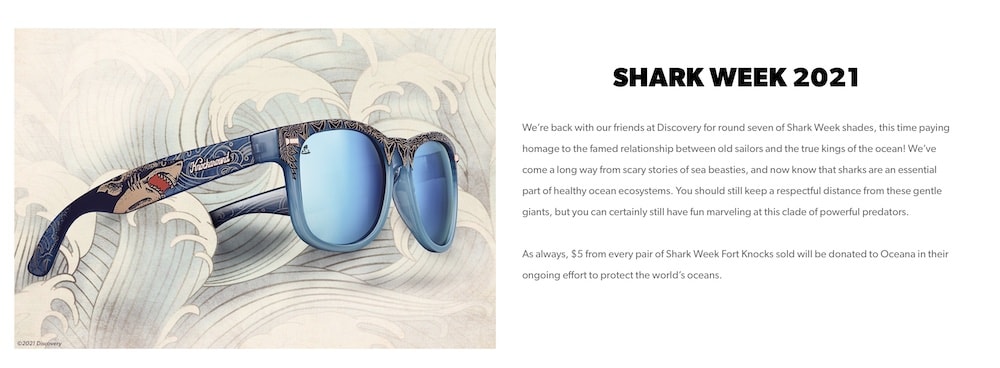 Knockaround
©2021 Discovery
SHARK WEEK 2021
We're back with our friends at Discovery for round seven of Shark Week shades, this time paying
homage to the famed relationship between old sailors and the true kings of the ocean! We've
come a long way from scary stories of sea beasties, and now know that sharks are an essential
part of healthy ocean ecosystems. You should still keep a respectful distance from these gentle
giants, but you can certainly still have fun marveling at this clade of powerful predators.
As always, $5 from every pair of Shark Week Fort Knocks sold will be donated to Oceana in their
ongoing effort to protect the world's oceans.